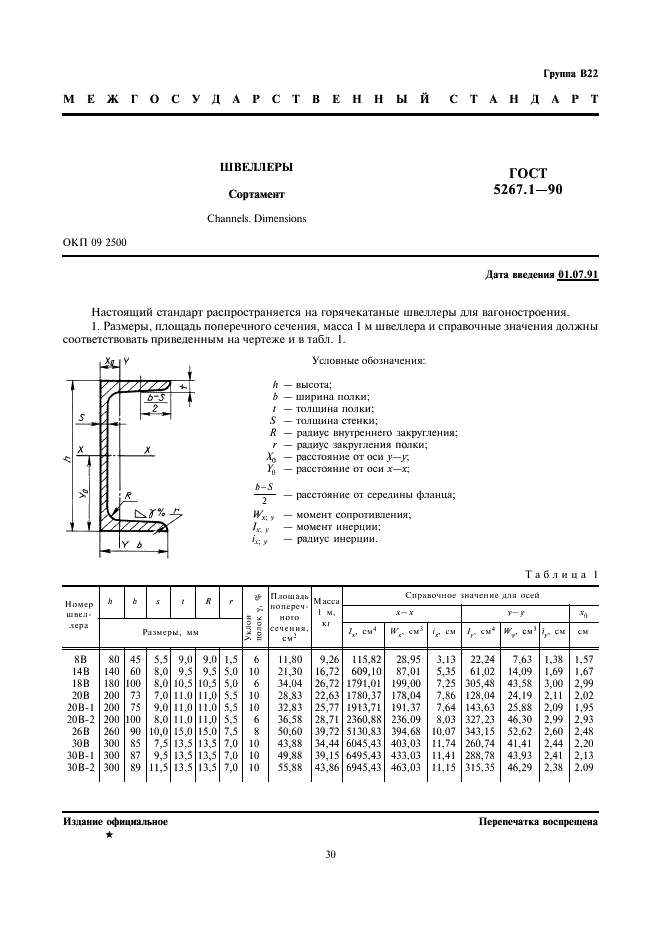 Группа В22
МЕЖГОСУДАРСТВЕННЫЙ СТАНДАРТ
ШВЕЛЛЕРЫ
Сортамент
Channels. Dimensions
ГОСТ
5267.1—90
ОКП 09 2500
Дата введения 01.07.91
Настоящий стандарт распространяется на горячекатаные швеллеры для вагоностроения.
1. Размеры, площадь поперечного сечения, масса 1 м швеллера и справочные значения должны
соответствовать приведенным на чертеже и в табл. 1.
X0 Y
t
b–S
2
S
X X
h
Y0
R
γ%
r
Y b
Условные обозначения:
h — высота;
b — ширина полки;
t — толщина полки;
S — толщина стенки;
R — радиус внутреннего закругления;
r — радиус закругления полки;
X0 — расстояние от оси y—y;
Y0 — расстояние от оси x—x;
b–S
2 — расстояние от середины фланца;
Wx; y — момент сопротивления;
Ix; y — момент инерции;
ix; y — радиус инерции.
Таблица 1
Номер швел-лера
h b s t R r
Размеры, мм
Уклон полок γ, %
Площадь попереч-ного сечения, см²
Масса 1 м, кг
Справочное значение для осей
x—x y—y x0
Ix, см⁴ Wx, см³ ix, см Iy, см⁴ Wy, см³ iy, см см
8В 80 45 5,5 9,0 9,0 1,5 6 11,80 9,26 115,82 28,95 3,13 22,24 7,63 1,38 1,57
14В 140 60 8,0 9,5 9,5 5,0 10 21,30 16,72 609,10 87,01 5,35 61,02 14,09 1,69 1,67
18В 180 100 8,0 10,5 10,5 5,0 6 34,04 26,72 1791,01 199,00 7,25 305,48 43,58 3,00 2,99
20В 200 73 7,0 11,0 11,0 5,5 10 28,83 22,63 1780,37 178,04 7,86 128,04 24,19 2,11 2,02
20В-1 200 75 9,0 11,0 11,0 5,5 10 32,83 25,77 1913,71 191,37 7,64 143,63 25,88 2,09 1,95
20В-2 200 100 8,0 11,0 11,0 5,5 6 36,58 28,71 2360,88 236,09 8,03 327,23 46,30 2,99 2,93
26В 260 90 10,0 15,0 15,0 7,5 8 50,60 39,72 5130,83 394,68 10,07 343,15 52,62 2,60 2,48
30В 300 85 7,5 13,5 13,5 7,0 10 43,88 34,44 6045,43 403,03 11,74 260,74 41,41 2,44 2,20
30В-1 300 87 9,5 13,5 13,5 7,0 10 49,88 39,15 6495,43 433,03 11,41 288,78 43,93 2,41 2,13
30В-2 300 89 11,5 13,5 13,5 7,0 10 55,88 43,86 6945,43 463,03 11,15 315,35 46,29 2,38 2,09
Издание официальное
★
Перепечатка воспрещена
30